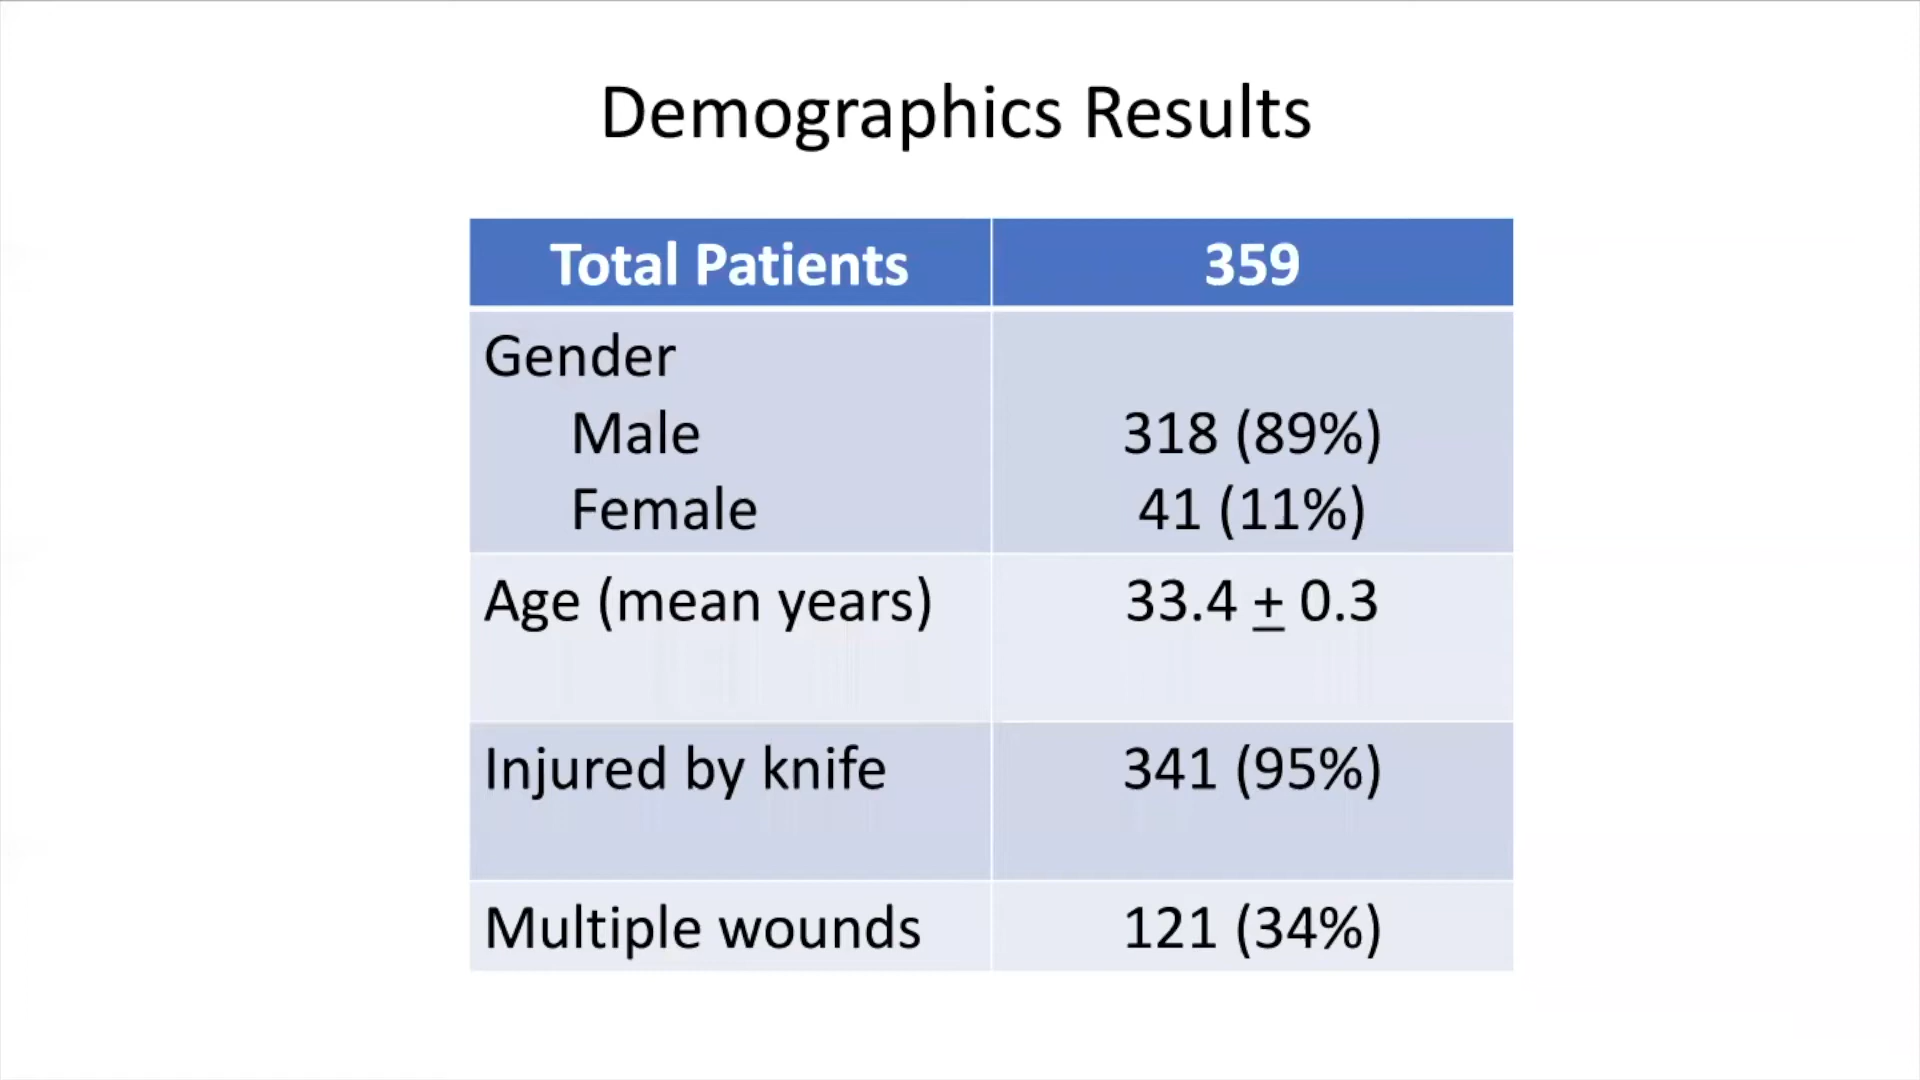 Demographics Results
Total Patients 359
Gender
Male 318 (89%)
Female 41 (11%)
Age (mean years) 33.4 ± 0.3
Injured by knife 341 (95%)
Multiple wounds 121 (34%)